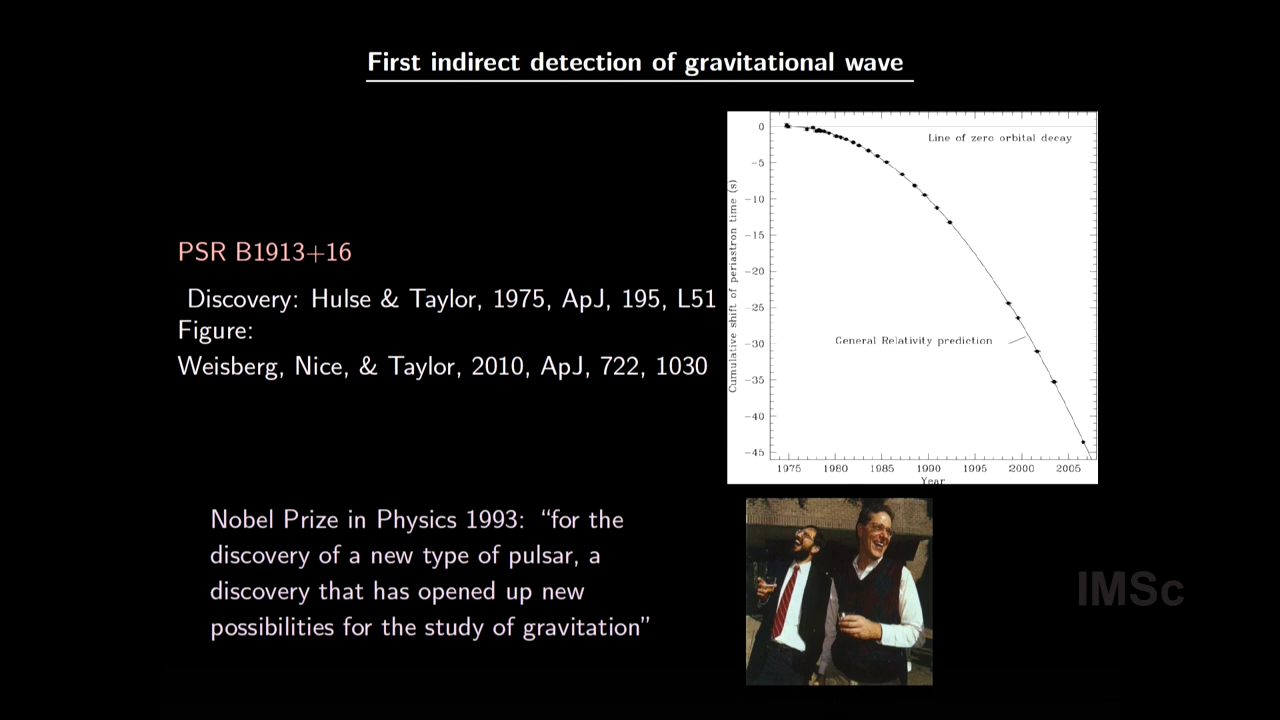 First indirect detection of gravitational wave
PSR B1913+16
Discovery: Hulse & Taylor, 1975, ApJ, 195, L51
Figure:
Weisberg, Nice, & Taylor, 2010, ApJ, 722, 1030
Line of zero orbital decay
General Relativity prediction
Cumulative shift of periastron time (s)
0
−5
−10
−15
−20
−25
−30
−35
−40
−45
1975 1980 1985 1990 1995 2000 2005
Year
Nobel Prize in Physics 1993: “for the
discovery of a new type of pulsar, a
discovery that has opened up new
possibilities for the study of gravitation”
IMSc